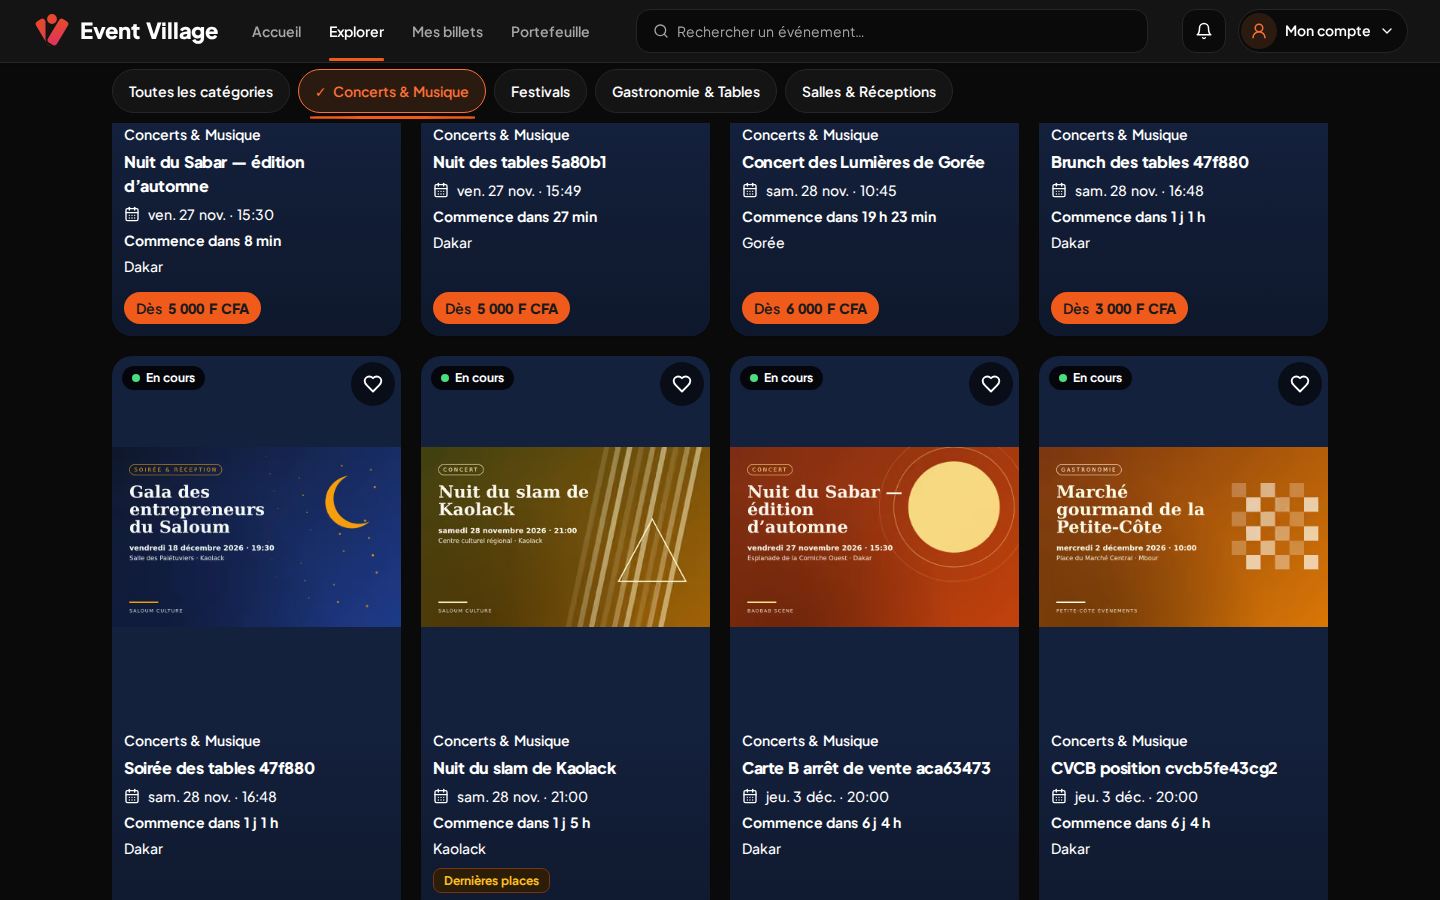 Event Village
Accueil
Explorer
Mes billets
Portefeuille
Rechercher un événement…
Mon compte
Toutes les catégories
✓ Concerts & Musique
Festivals
Gastronomie & Tables
Salles & Réceptions
Concerts & Musique
Nuit du Sabar — édition
d’automne
ven. 27 nov. · 15:30
Commence dans 8 min
Dakar
Dès 5 000 F CFA
Concerts & Musique
Nuit des tables 5a80b1
ven. 27 nov. · 15:49
Commence dans 27 min
Dakar
Dès 5 000 F CFA
Concerts & Musique
Concert des Lumières de Gorée
sam. 28 nov. · 10:45
Commence dans 19 h 23 min
Gorée
Dès 6 000 F CFA
Concerts & Musique
Brunch des tables 47f880
sam. 28 nov. · 16:48
Commence dans 1 j 1 h
Dakar
Dès 3 000 F CFA
En cours
SOIRÉE & RÉCEPTION
Gala des
entrepreneurs
du Saloum
vendredi 18 décembre 2026 · 19:30
Salle des Palétuviers · Kaolack
SALOUM CULTURE
Concerts & Musique
Soirée des tables 47f880
sam. 28 nov. · 16:48
Commence dans 1 j 1 h
Dakar
En cours
CONCERT
Nuit du slam de
Kaolack
samedi 28 novembre 2026 · 21:00
Centre culturel régional · Kaolack
SALOUM CULTURE
Concerts & Musique
Nuit du slam de Kaolack
sam. 28 nov. · 21:00
Commence dans 1 j 5 h
Kaolack
Dernières places
En cours
CONCERT
Nuit du Sabar —
édition
d’automne
vendredi 27 novembre 2026 · 15:30
Esplanade de la Corniche Ouest · Dakar
BAOBAB SCÈNE
Concerts & Musique
Carte B arrêt de vente aca63473
jeu. 3 déc. · 20:00
Commence dans 6 j 4 h
Dakar
En cours
GASTRONOMIE
Marché
gourmand de la
Petite-Côte
mercredi 2 décembre 2026 · 10:00
Place du Marché Central · Mbour
PETITE-CÔTE ÉVÉNEMENTS
Concerts & Musique
CVCB position cvcb5fe43cg2
jeu. 3 déc. · 20:00
Commence dans 6 j 4 h
Dakar